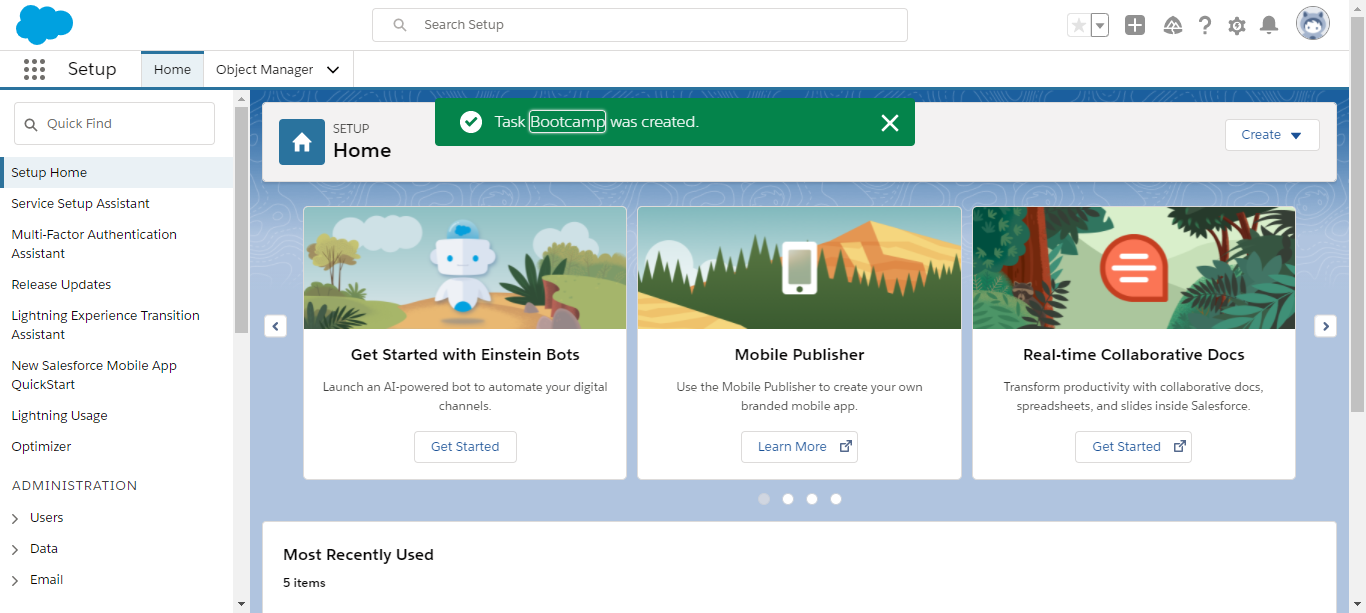 Search Setup
Setup
Home
Object Manager
Quick Find
Setup Home
Service Setup Assistant
Multi-Factor Authentication
Assistant
Release Updates
Lightning Experience Transition
Assistant
New Salesforce Mobile App
QuickStart
Lightning Usage
Optimizer
ADMINISTRATION
Users
Data
Email
Task Bootcamp was created.
SETUP
Home
Create
Get Started with Einstein Bots
Launch an AI-powered bot to automate your digital
channels.
Get Started
Mobile Publisher
Use the Mobile Publisher to create your own
branded mobile app.
Learn More
Real-time Collaborative Docs
Transform productivity with collaborative docs,
spreadsheets, and slides inside Salesforce.
Get Started
Most Recently Used
5 items